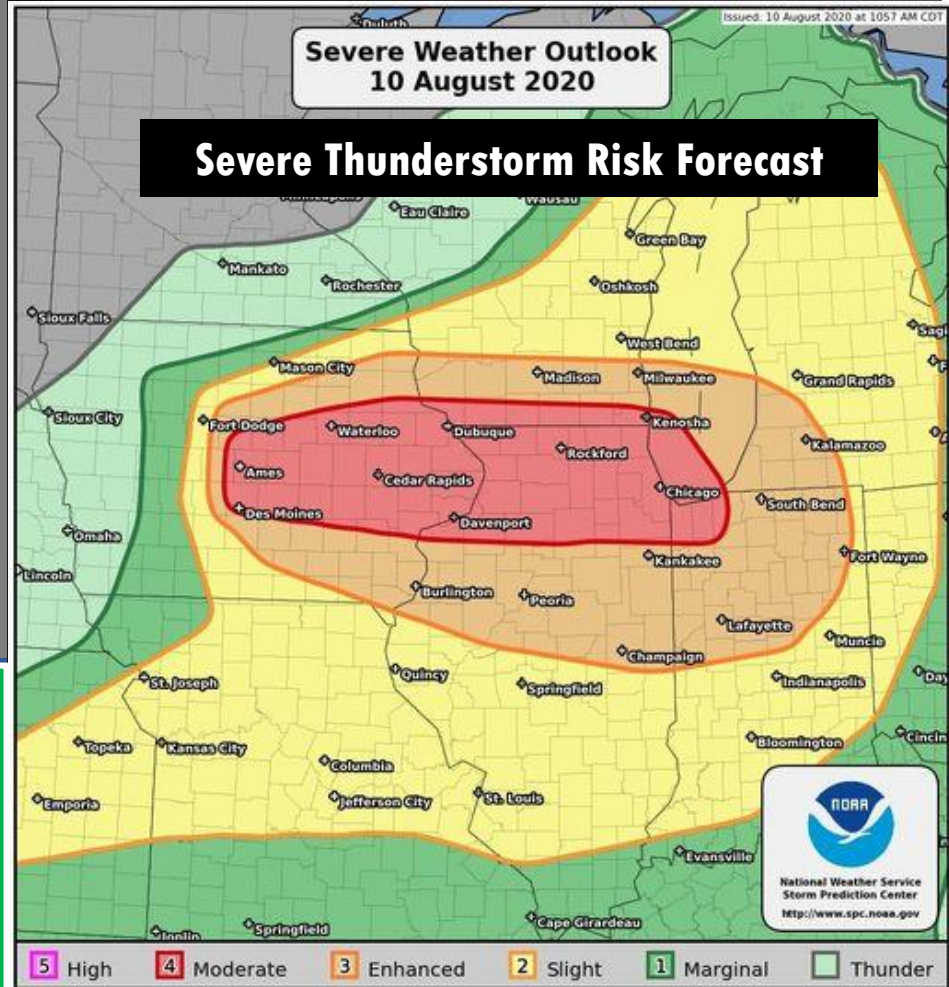 Duluth
Issued: 10 August 2020 at 1057 AM CDT
Severe Weather Outlook
10 August 2020
Severe Thunderstorm Risk Forecast
Wausau
Eau Claire
Green Bay
Mankato
Rochester
Oshkosh
Sioux Falls
West Bend
Mason City
Madison
Milwaukee
Grand Rapids
Sioux City
Fort Dodge
Waterloo
Dubuque
Kenosha
Rockford
Kalamazoo
Ames
Cedar Rapids
Chicago
South Bend
Des Moines
Davenport
Omaha
Kankakee
Fort Wayne
Lincoln
Burlington
Peoria
Lafayette
Muncie
Champaign
Quincy
Indianapolis
St. Joseph
Springfield
Topeka
Kansas City
Bloomington
Columbia
Emporia
Jefferson City
St. Louis
NOAA
Evansville
National Weather Service
Storm Prediction Center
http://www.spc.noaa.gov
Joplin
Springfield
Cape Girardeau
5 High
4 Moderate
3 Enhanced
2 Slight
1 Marginal
Thunder